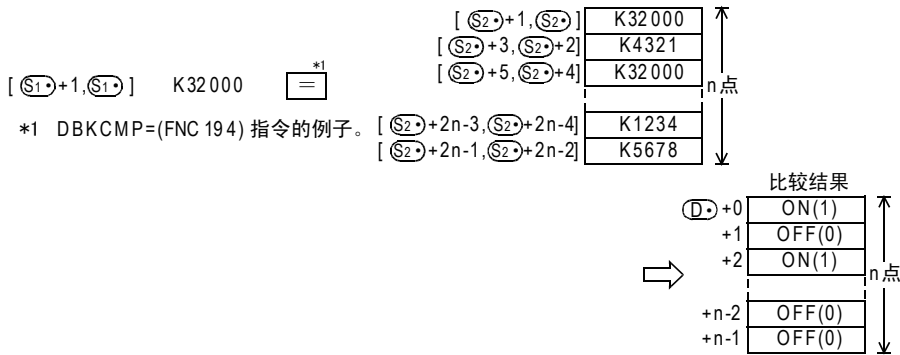 [ S2• +1, S2• ] K32000
[ S2• +3, S2• +2] K4321
[ S1• +1, S1• ] K32000 = *1 [ S2• +5, S2• +4] K32000
n点
*1 DBKCMP=(FNC 194) 指令的例子。 [ S2• +2n-3, S2• +2n-4] K1234
[ S2• +2n-1, S2• +2n-2] K5678
比较结果
D• +0 ON(1)
+1 OFF(0)
+2 ON(1)
n点
+n-2 OFF(0)
+n-1 OFF(0)